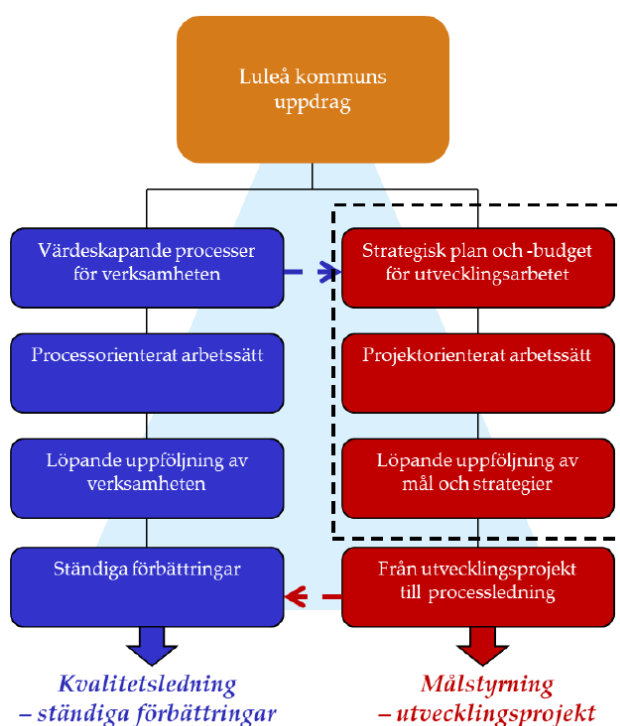 Luleå kommuns
uppdrag
Värdeskapande processer
för verksamheten
Strategisk plan och -budget
för utvecklingsarbetet
Processorienterat arbetssätt
Projektorienterat arbetssätt
Löpande uppföljning av
verksamheten
Löpande uppföljning av
mål och strategier
Ständiga förbättringar
Från utvecklingsprojekt
till processledning
Kvalitetsledning
– ständiga förbättringar
Målstyrning
– utvecklingsprojekt